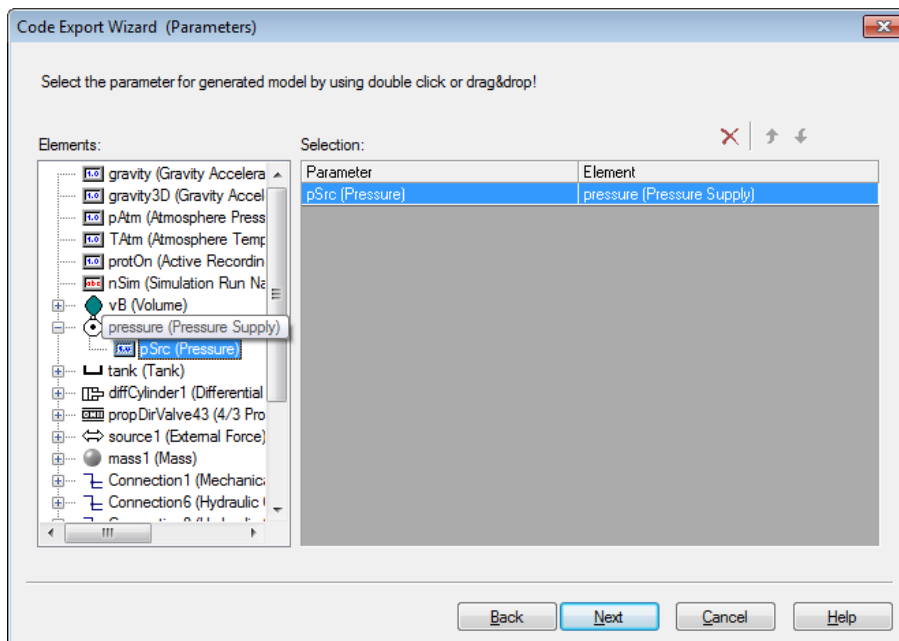 Code Export Wizard (Parameters)
Select the parameter for generated model by using double click or drag&drop!
Elements:
Selection:
gravity (Gravity Accelera
gravity3D (Gravity Accel
pAtm (Atmosphere Press
TAtm (Atmosphere Temp
protOn (Active Recordin
nSim (Simulation Run Na
vB (Volume)
pressure (Pressure Supply)
pSrc (Pressure)
tank (Tank)
diffCylinder1 (Differential
propDirValve43 (4/3 Pro
source1 (External Force)
mass1 (Mass)
Connection1 (Mechanica
Connection6 (Hydraulic
Parameter Element
pSrc (Pressure) pressure (Pressure Supply)
Back Next Cancel Help